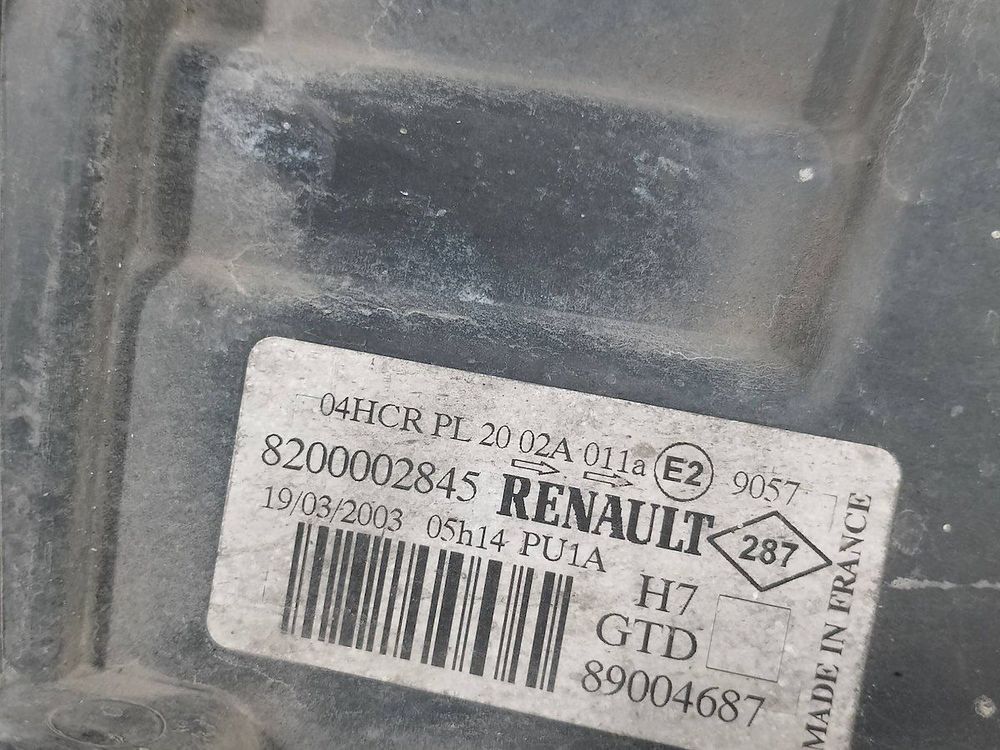 04HCR PL 20 02A 011a E2 9057
8200002845 RENAULT 287
19/03/2003 05h14 PU1A
H7
GTD
89004687
MADE IN FRANCE